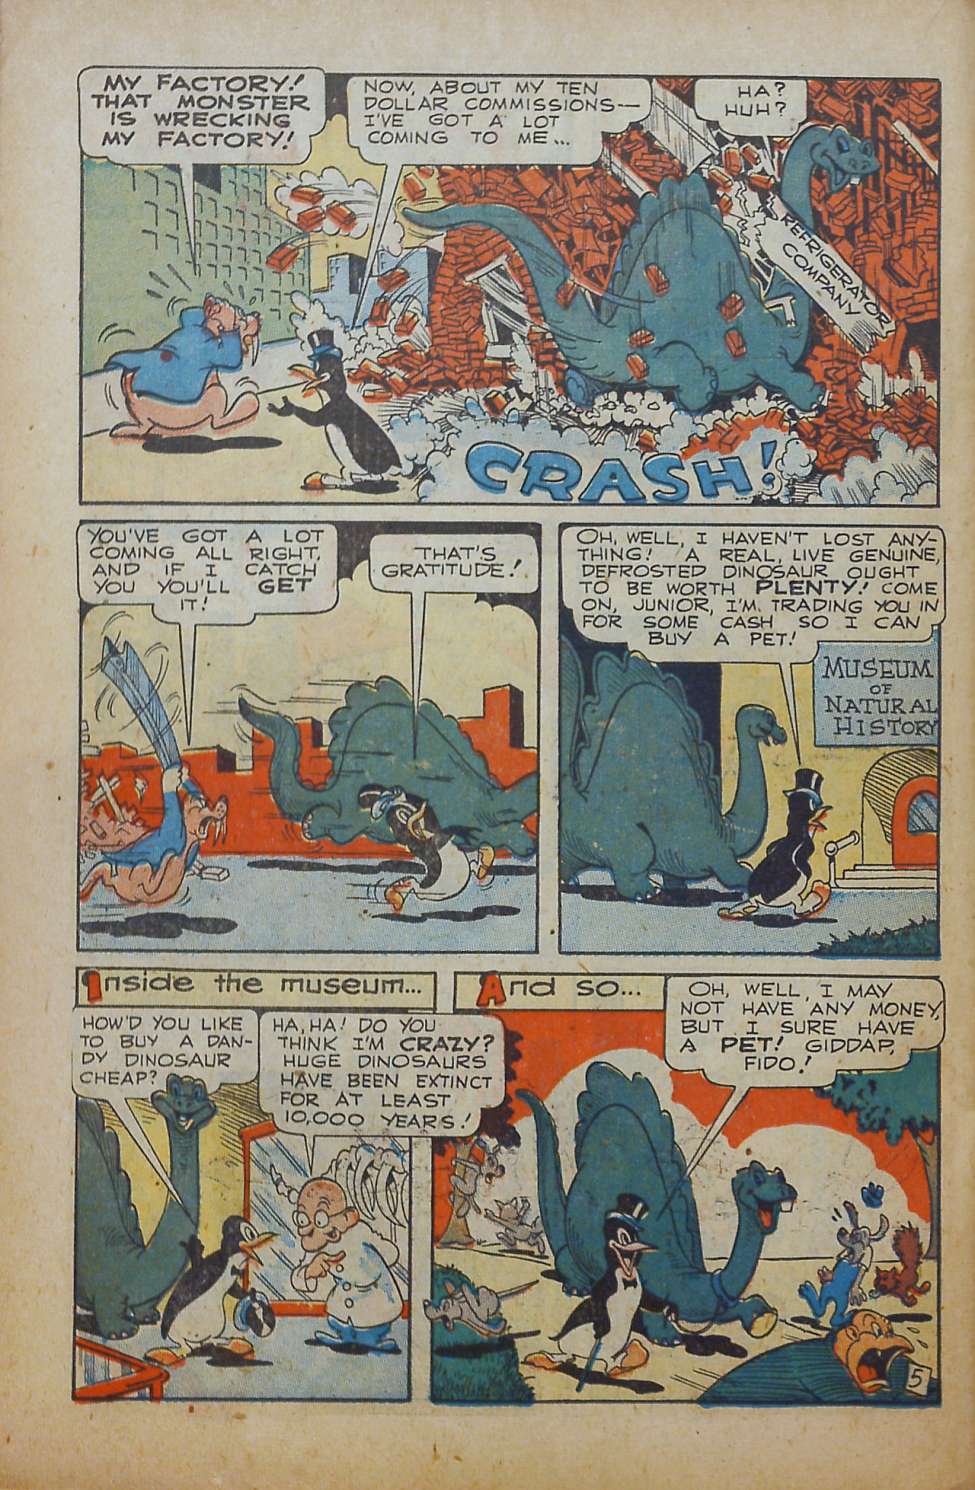 MY FACTORY!
THAT MONSTER
IS WRECKING
MY FACTORY!
NOW, ABOUT MY TEN
DOLLAR COMMISSIONS—
I'VE GOT A LOT
COMING TO ME...
HA?
HUH?
REFRIGERATOR
COMPANY
CRASH!
YOU'VE GOT A LOT
COMING ALL RIGHT,
AND IF I CATCH
YOU YOU'LL GET
IT!
THAT'S
GRATITUDE!
OH, WELL, I HAVEN'T LOST ANY-
THING! A REAL, LIVE GENUINE,
DEFROSTED DINOSAUR OUGHT
TO BE WORTH PLENTY! COME
ON, JUNIOR, I'M TRADING YOU IN
FOR SOME CASH SO I CAN
BUY A PET!
MUSEUM
OF
NATURAL
HISTORY
Inside the museum...
HOW'D YOU LIKE
TO BUY A DAN-
DY DINOSAUR
CHEAP?
HA, HA! DO YOU
THINK I'M CRAZY?
HUGE DINOSAURS
HAVE BEEN EXTINCT
FOR AT LEAST
10,000 YEARS!
And so...
OH, WELL, I MAY
NOT HAVE ANY MONEY,
BUT I SURE HAVE
A PET! GIDDAP,
FIDO!
5